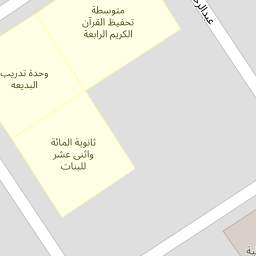 متوسطة
تحفيظ القرآن
الكريم الرابعة
وحدة تدريب
البديعه
ثانوية المائة
واثنى عشر
للبنات